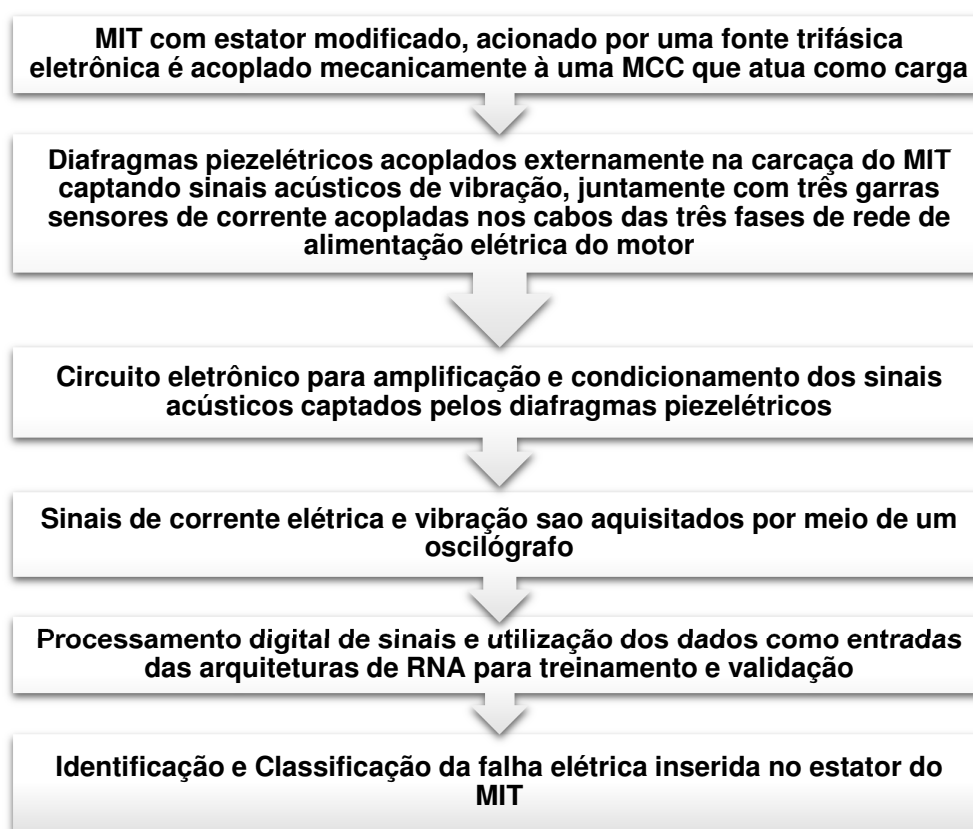 MIT com estator modificado, acionado por uma fonte trifásica
eletrônica é acoplado mecanicamente à uma MCC que atua como carga
Diafragmas piezelétricos acoplados externamente na carcaça do MIT
captando sinais acústicos de vibração, juntamente com três garras
sensores de corrente acopladas nos cabos das três fases de rede de
alimentação elétrica do motor
Circuito eletrônico para amplificação e condicionamento dos sinais
acústicos captados pelos diafragmas piezelétricos
Sinais de corrente elétrica e vibração sao aquisitados por meio de um
oscilógrafo
Processamento digital de sinais e utilização dos dados como entradas
das arquiteturas de RNA para treinamento e validação
Identificação e Classificação da falha elétrica inserida no estator do
MIT